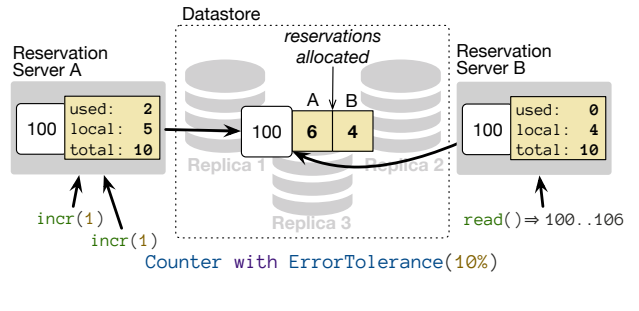 Datastore
reservations
allocated
Reservation
Server A
Reservation
Server B
A B
100
used: 2
local: 5
total: 10
100
6 4
100
used: 0
local: 4
total: 10
Replica 1
Replica 2
Replica 3
incr(1)
incr(1)
read()⇒100..106
Counter with ErrorTolerance(10%)